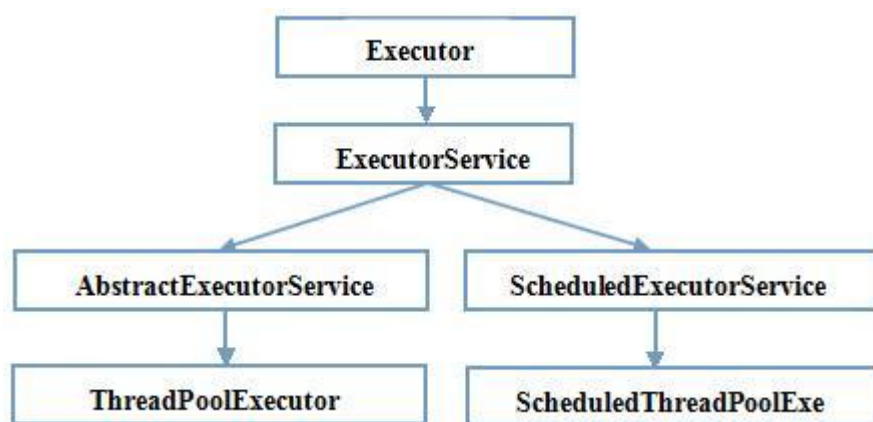 Executor
ExecutorService
AbstractExecutorService
ScheduledExecutorService
ThreadPoolExecutor
ScheduledThreadPoolExe